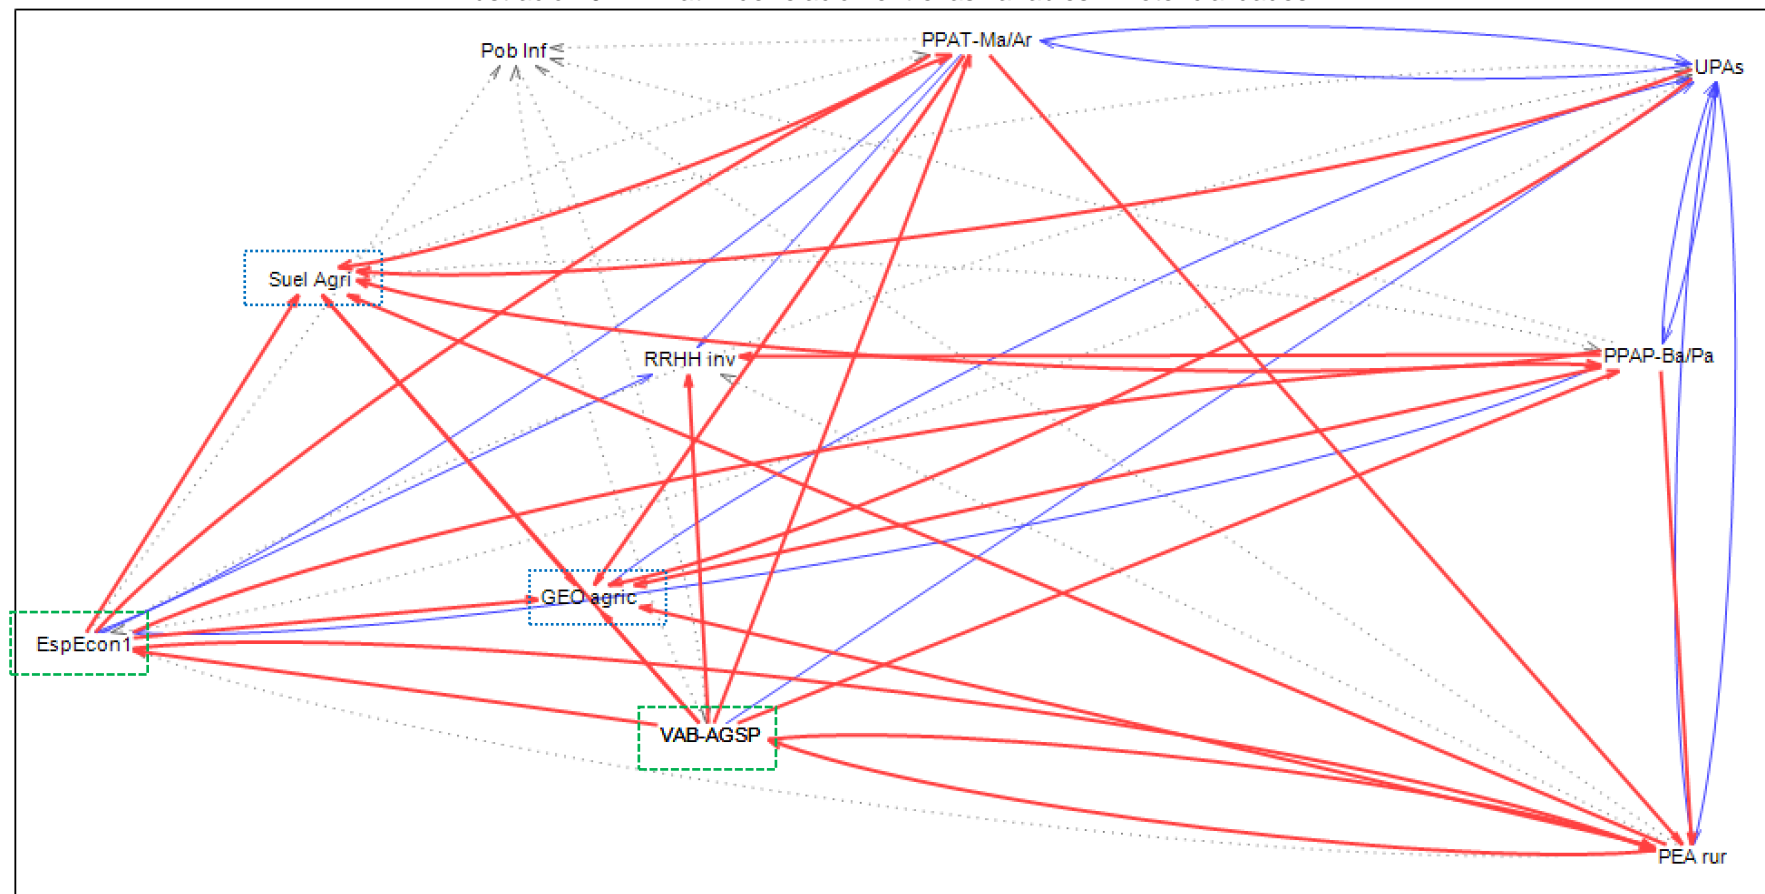 Pob Inf
PPAT-Ma/Ar
UPAs
Suel Agri
RRHH inv
PPAP-Ba/Pa
GEO agric
EspEcon1
VAB-AGSP
PEA rur